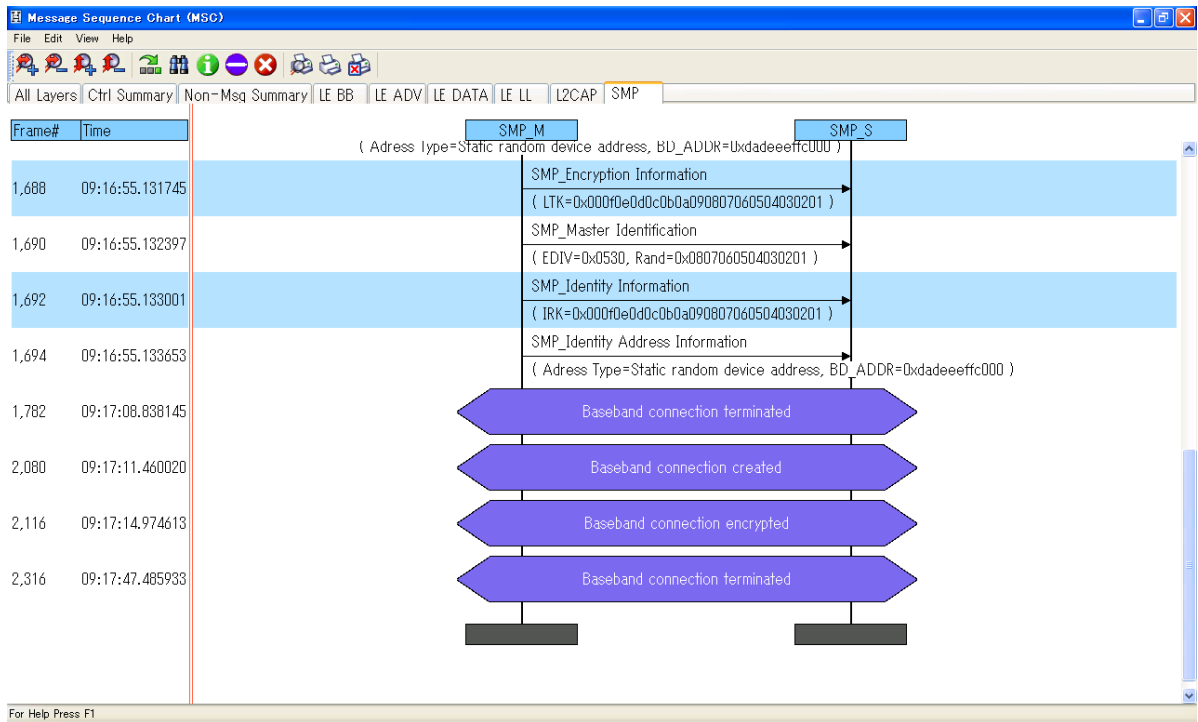 Message Sequence Chart (MSC)
File Edit View Help
All Layers Ctrl Summary Non-Msg Summary LE BB LE ADV LE DATA LE LL L2CAP SMP
Frame# Time SMP_M SMP_S
( Adress Type=Static random device address, BD_ADDR=0xdadeeeffc000 )
SMP_Encryption Information
1,688 09:16:55.131745
( LTK=0x000f0e0d0c0b0a090807060504030201 )
SMP_Master Identification
1,690 09:16:55.132397
( EDIV=0x0530, Rand=0x0807060504030201 )
SMP_Identity Information
1,692 09:16:55.133001
( IRK=0x000f0e0d0c0b0a090807060504030201 )
SMP_Identity Address Information
1,694 09:16:55.133653
( Adress Type=Static random device address, BD_ADDR=0xdadeeeffc000 )
1,782 09:17:08.838145 Baseband connection terminated
2,080 09:17:11.460020 Baseband connection created
2,116 09:17:14.974613 Baseband connection encrypted
2,316 09:17:47.485933 Baseband connection terminated
For Help Press F1